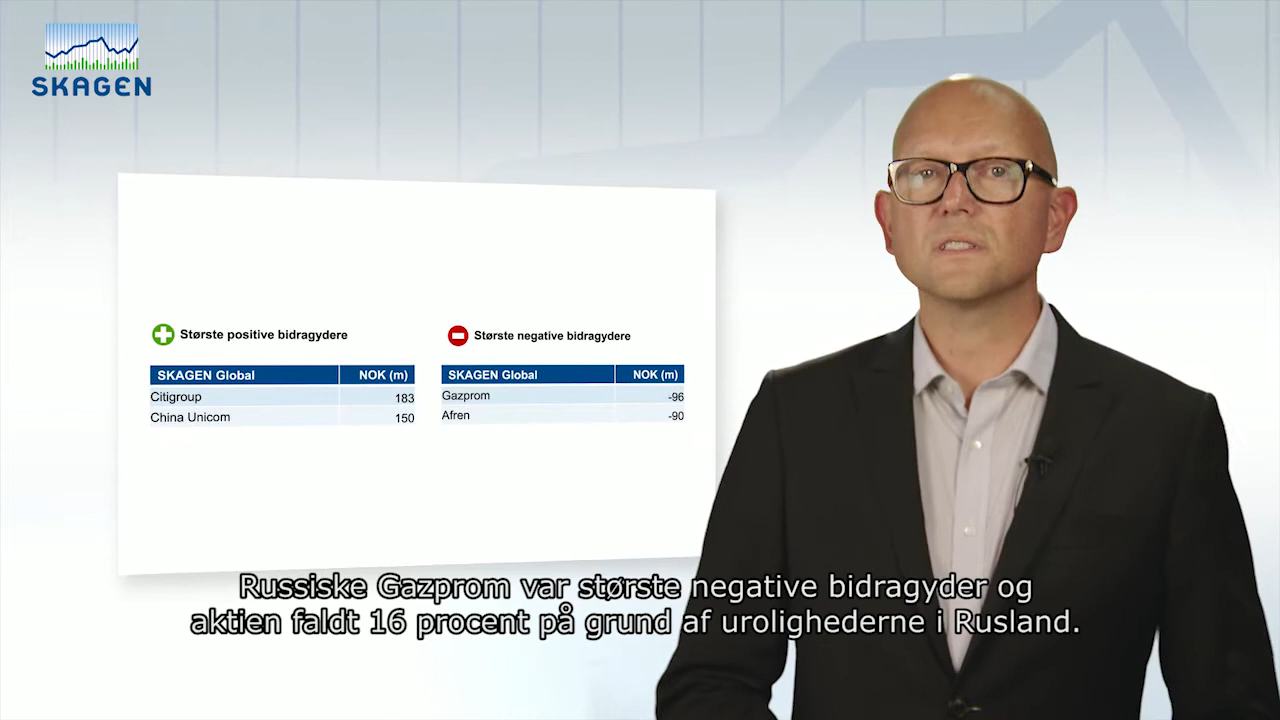 SKAGEN
Største positive bidragydere
SKAGEN Global NOK (m)
Citigroup 183
China Unicom 150
Største negative bidragydere
SKAGEN Global NOK (m)
Gazprom -96
Afren -90
Russiske Gazprom var største negative bidragyder og
aktien faldt 16 procent på grund af urolighederne i Rusland.